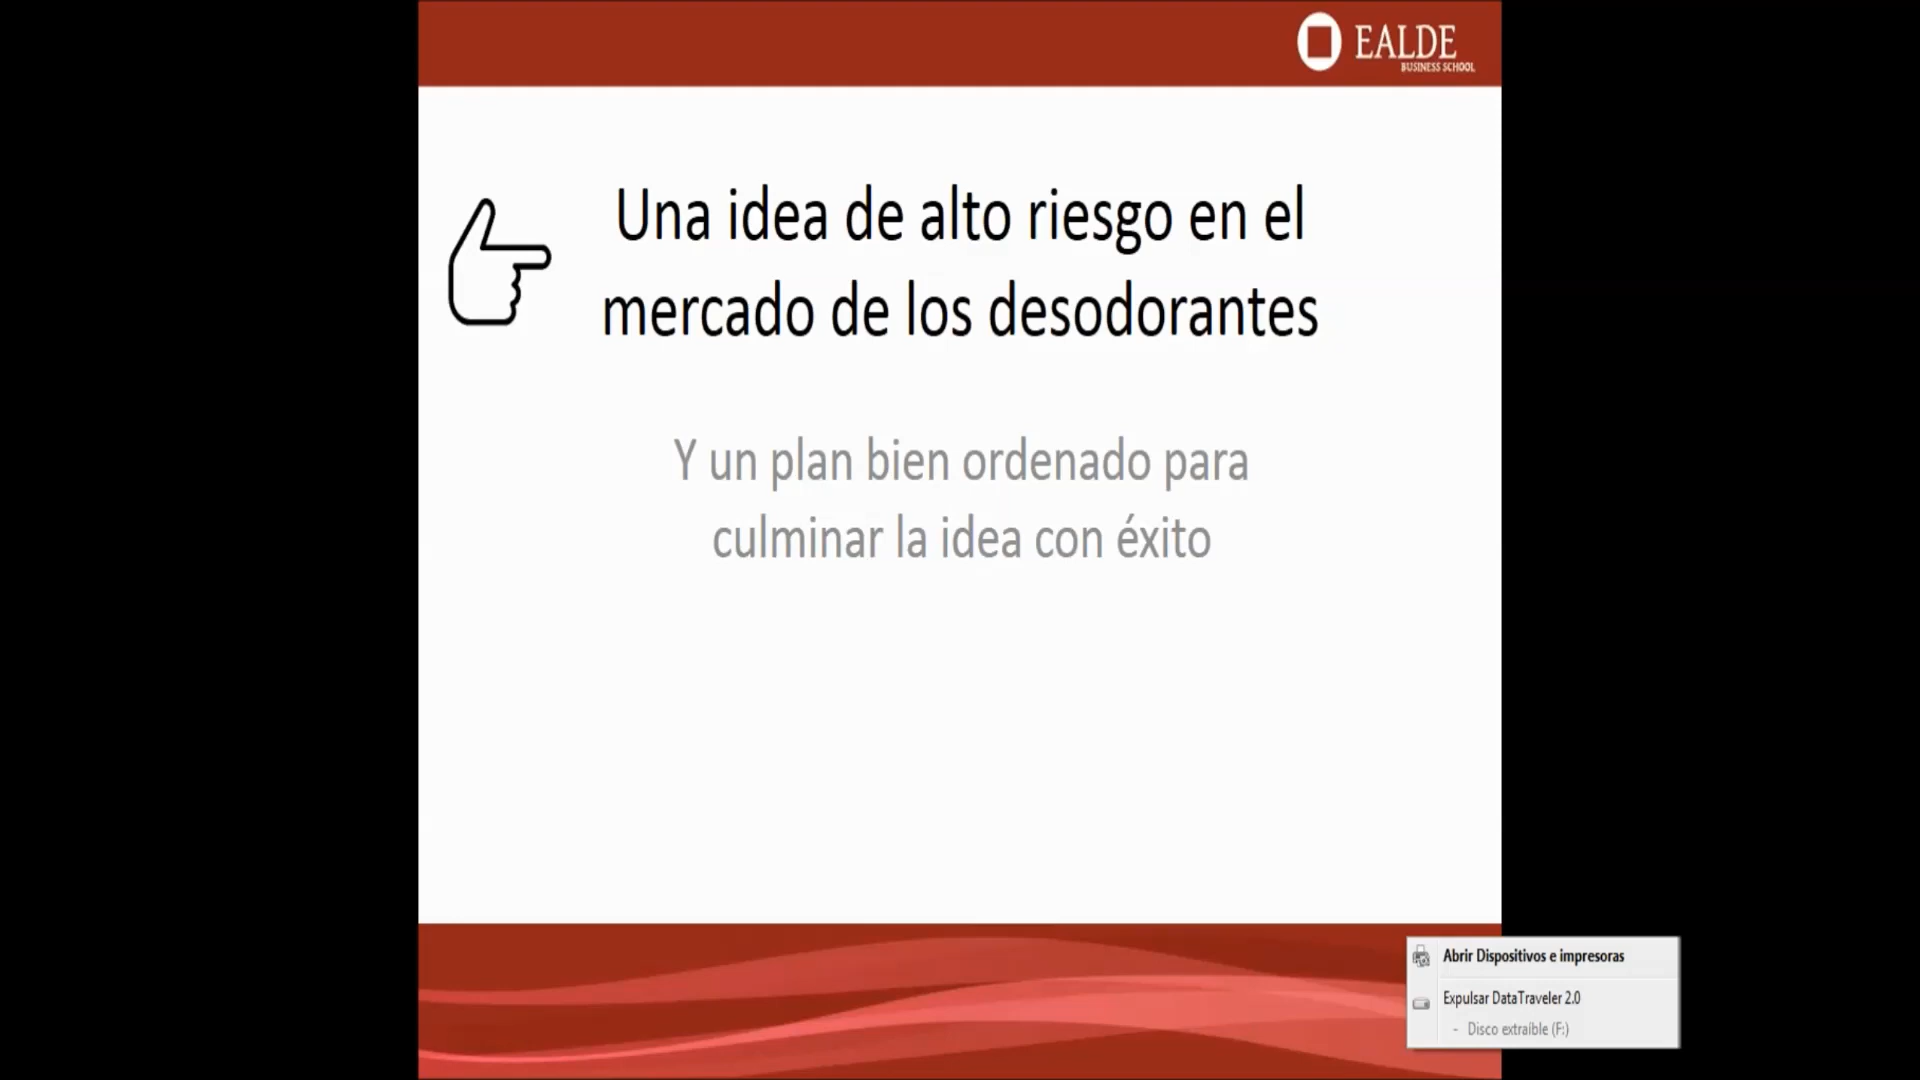 EALDE
BUSINESS SCHOOL
Una idea de alto riesgo en el
mercado de los desodorantes
Y un plan bien ordenado para
culminar la idea con éxito
Abrir Dispositivos e impresoras
Expulsar DataTraveler 2.0
- Disco extraíble (F:)